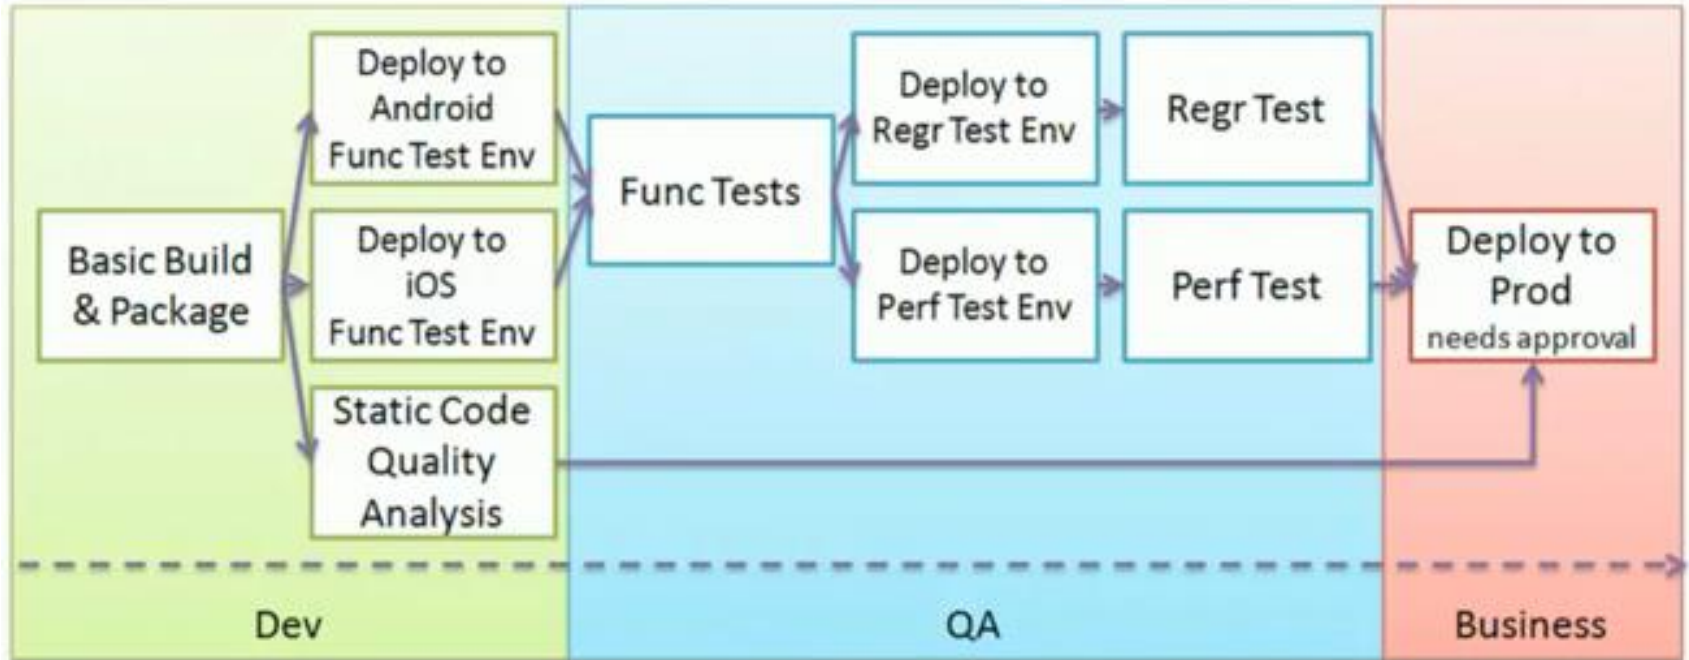 Basic Build
& Package
Deploy to
Android
Func Test Env
Deploy to
iOS
Func Test Env
Static Code
Quality
Analysis
Func Tests
Deploy to
Regr Test Env
Regr Test
Deploy to
Perf Test Env
Perf Test
Deploy to
Prod
needs approval
Dev
QA
Business